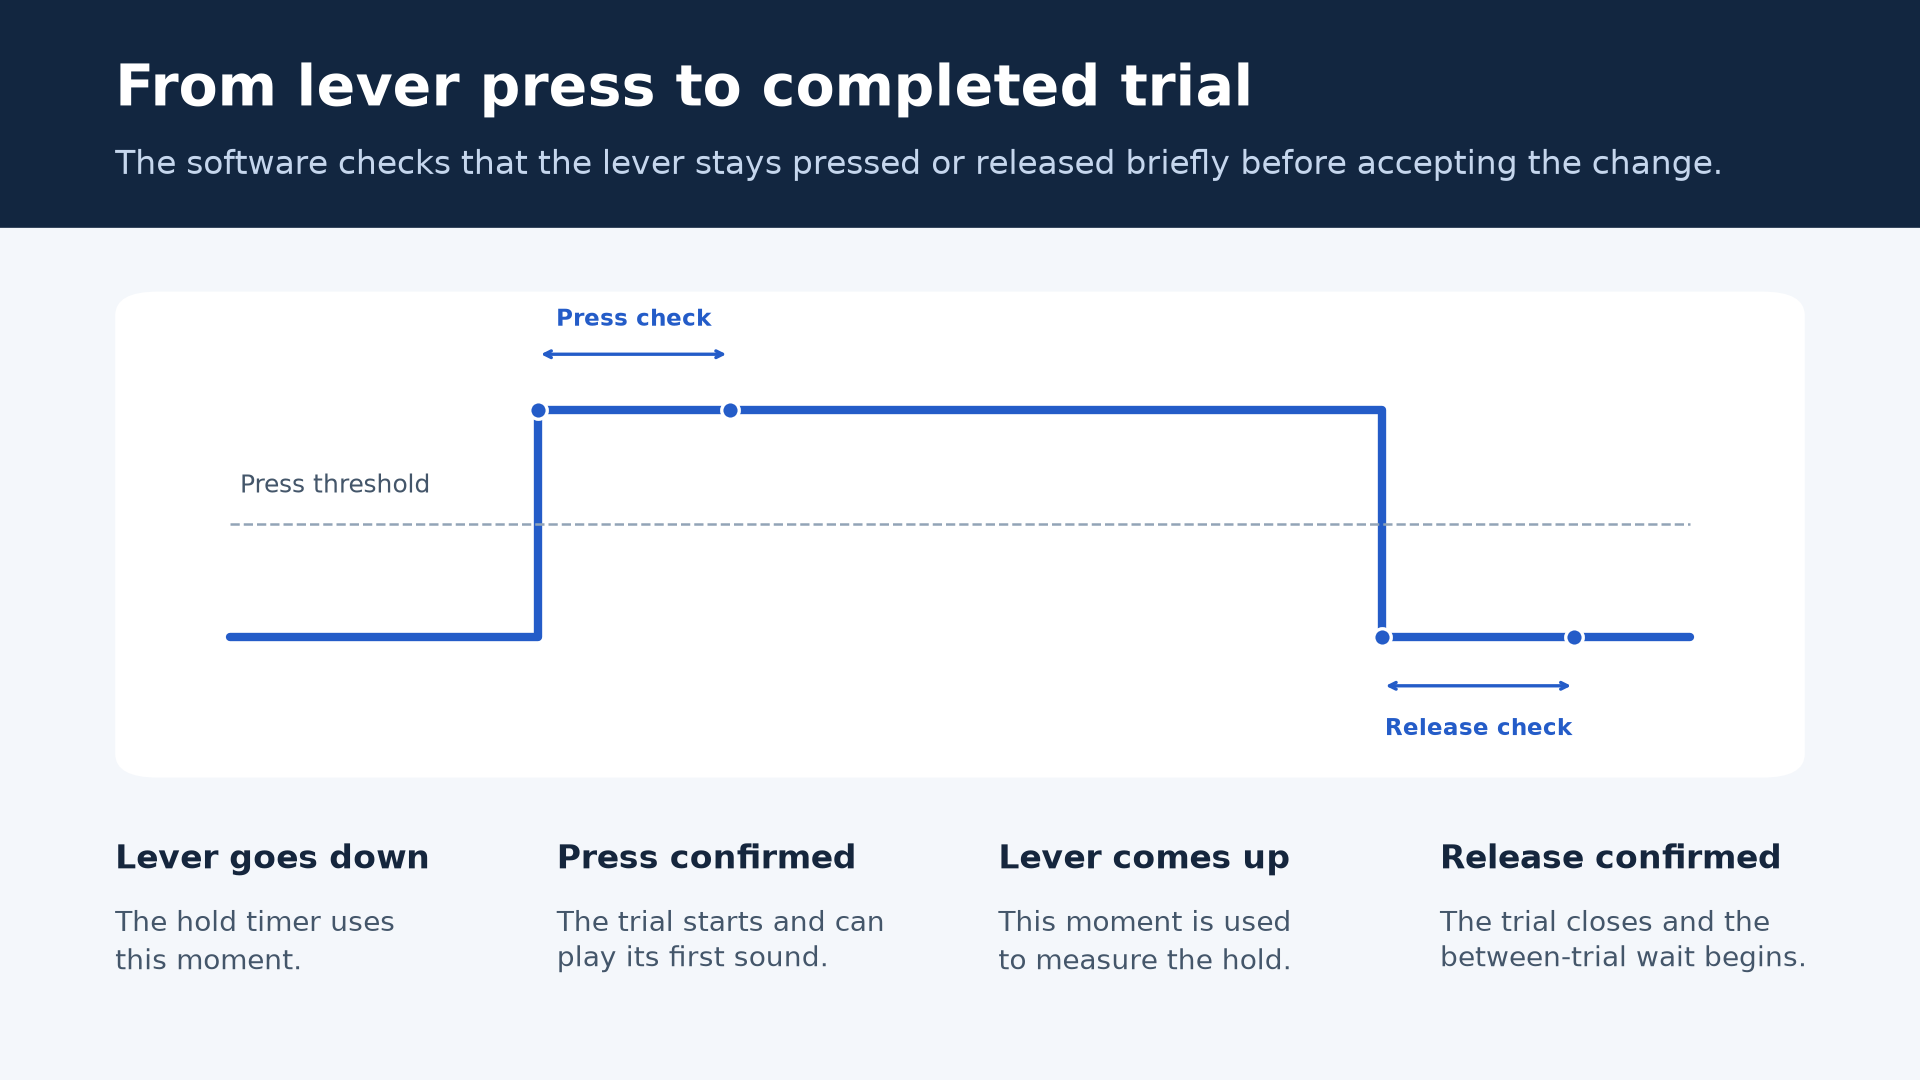 From lever press to completed trial
The software checks that the lever stays pressed or released briefly before accepting the change.
Press check
Press threshold
Release check
Lever goes down
The hold timer uses
this moment.
Press confirmed
The trial starts and can
play its first sound.
Lever comes up
This moment is used
to measure the hold.
Release confirmed
The trial closes and the
between-trial wait begins.